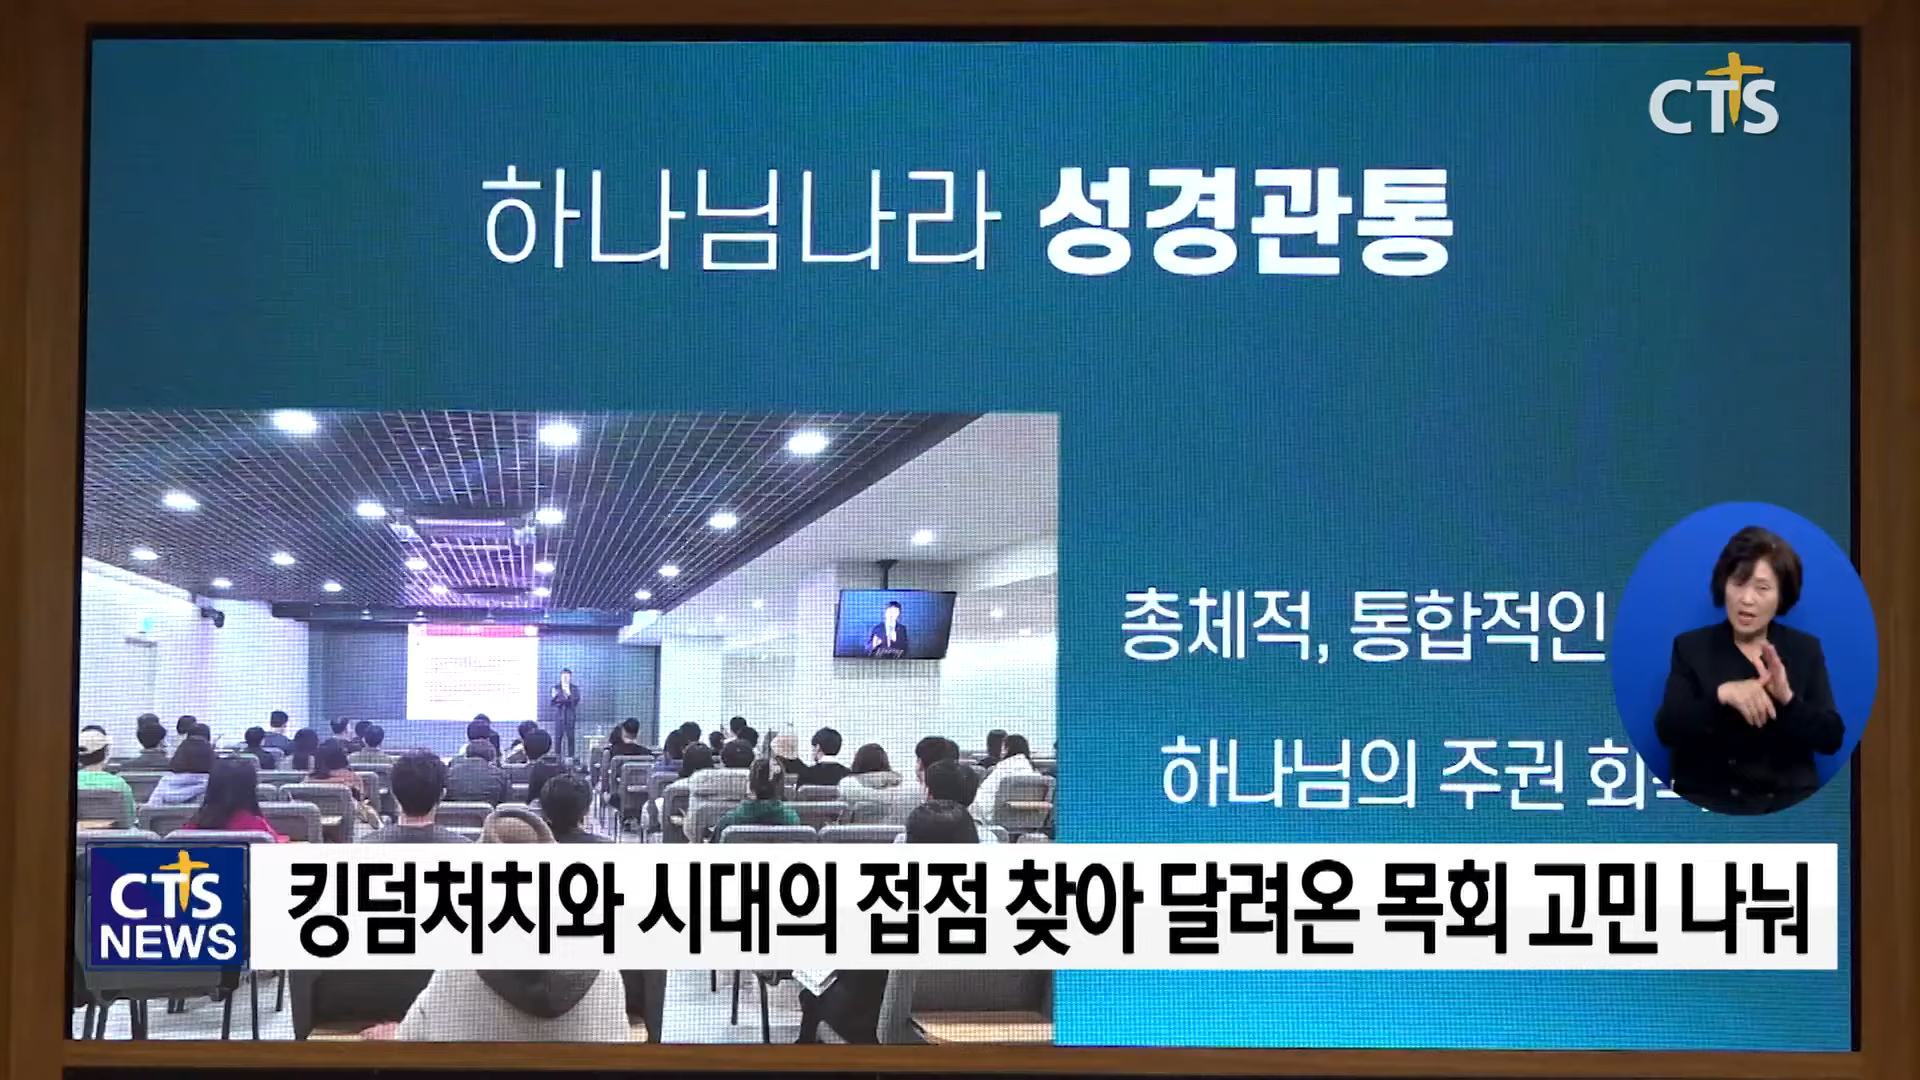 CTS
하나님나라 성경관통
총체적, 통합적인
하나님의 주권
CTS
NEWS
킹덤처치와 시대의 접점 찾아 달려온 목회 고민 나눠